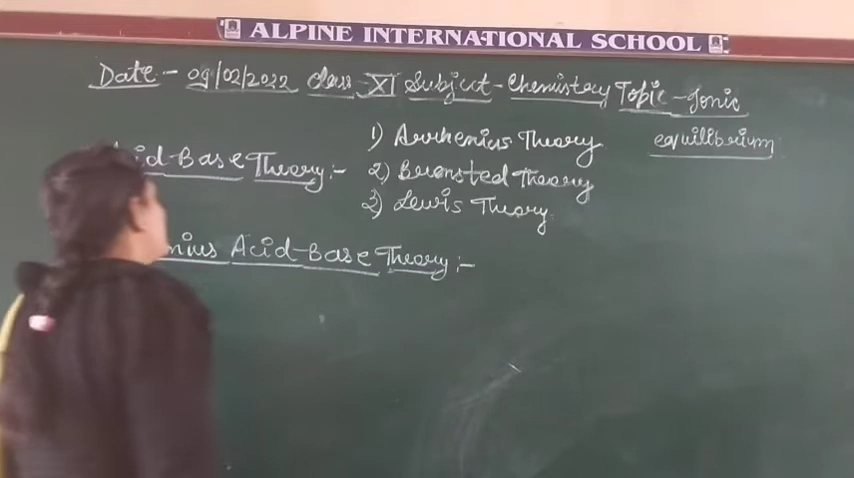 ALPINE INTERNATIONAL SCHOOL
Date - 09/02/2022 Class - XI Subject - Chemistry Topic - Ionic
equilibrium
Base Theory :- 1) Arrhenius Theory
2) Bronsted Theory
3) Lewis Theory.
Acid-Base Theory :-